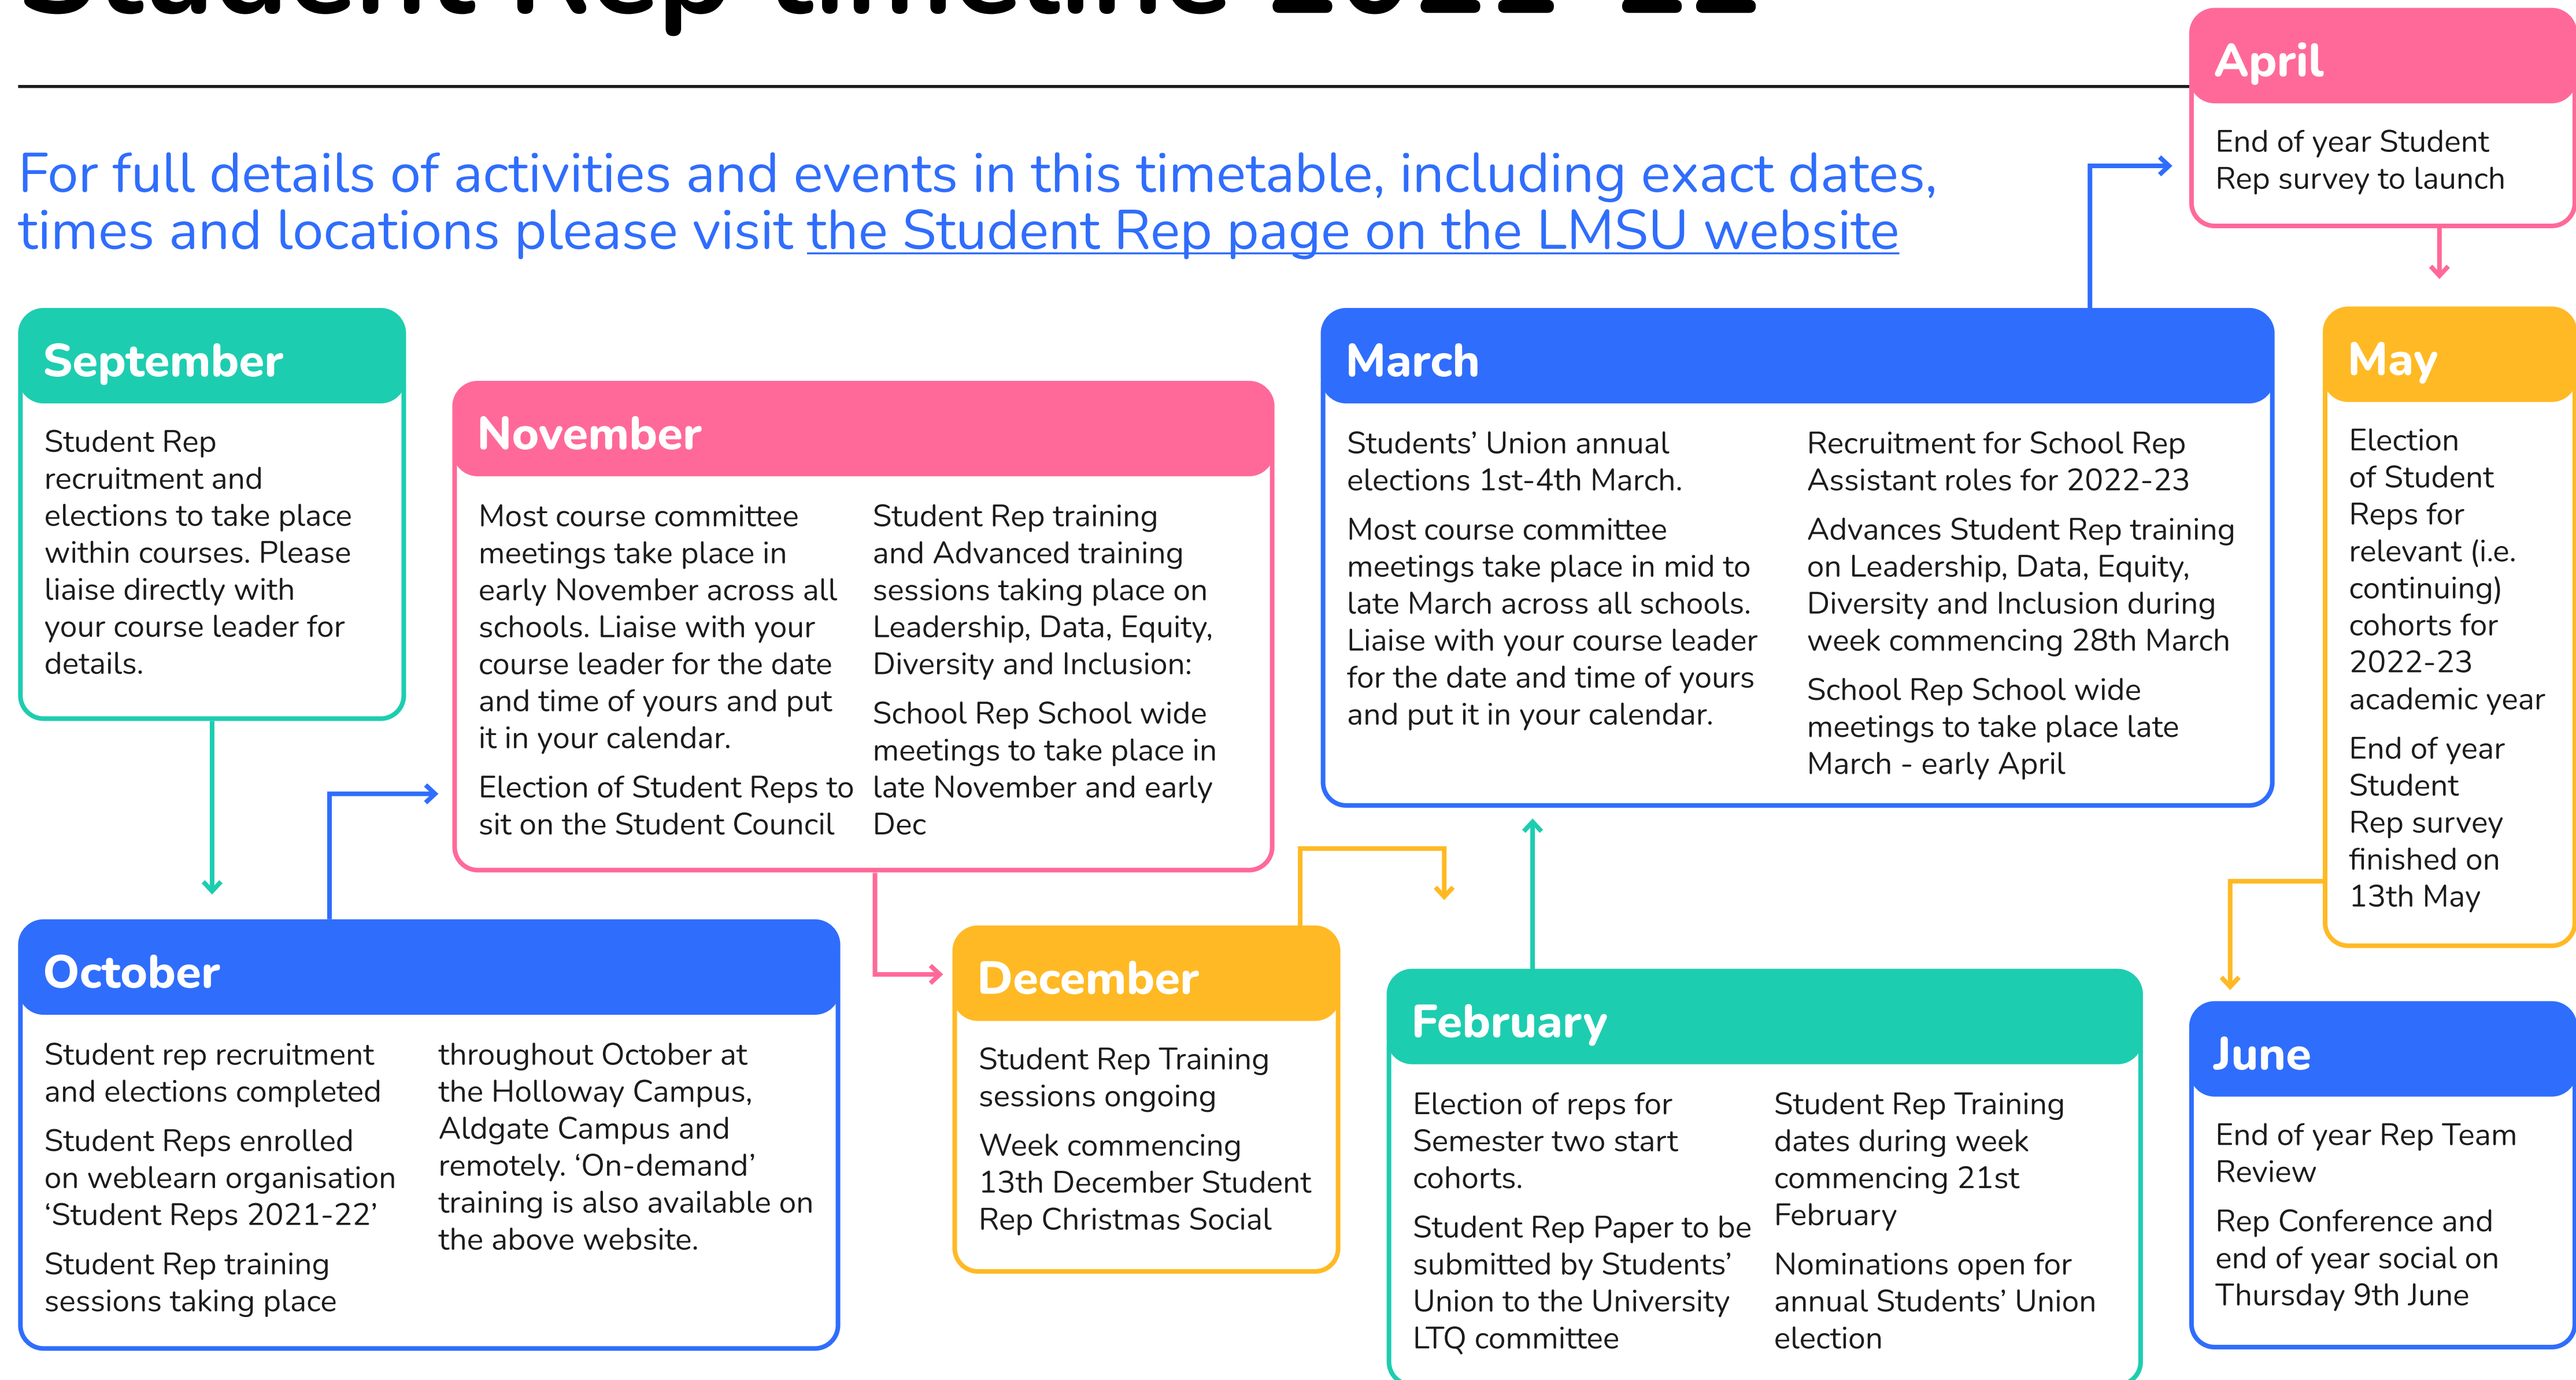 Student Rep timeline 2021-22
For full details of activities and events in this timetable, including exact dates,
times and locations please visit the Student Rep page on the LMSU website
September
Student Rep
recruitment and
elections to take place
within courses. Please
liaise directly with
your course leader for
details.
October
Student rep recruitment
and elections completed
Student Reps enrolled
on weblearn organisation
‘Student Reps 2021-22’
Student Rep training
sessions taking place
throughout October at
the Holloway Campus,
Aldgate Campus and
remotely. ‘On-demand’
training is also available on
the above website.
November
Most course committee
meetings take place in
early November across all
schools. Liaise with your
course leader for the date
and time of yours and put
it in your calendar.
Election of Student Reps to
sit on the Student Council
Student Rep training
and Advanced training
sessions taking place on
Leadership, Data, Equity,
Diversity and Inclusion:
School Rep School wide
meetings to take place in
late November and early
Dec
December
Student Rep Training
sessions ongoing
Week commencing
13th December Student
Rep Christmas Social
February
Election of reps for
Semester two start
cohorts.
Student Rep Paper to be
submitted by Students’
Union to the University
LTQ committee
Student Rep Training
dates during week
commencing 21st
February
Nominations open for
annual Students’ Union
election
March
Students’ Union annual
elections 1st-4th March.
Most course committee
meetings take place in mid to
late March across all schools.
Liaise with your course leader
for the date and time of yours
and put it in your calendar.
Recruitment for School Rep
Assistant roles for 2022-23
Advances Student Rep training
on Leadership, Data, Equity,
Diversity and Inclusion during
week commencing 28th March
School Rep School wide
meetings to take place late
March - early April
April
End of year Student
Rep survey to launch
May
Election
of Student
Reps for
relevant (i.e.
continuing)
cohorts for
2022-23
academic year
End of year
Student
Rep survey
finished on
13th May
June
End of year Rep Team
Review
Rep Conference and
end of year social on
Thursday 9th June